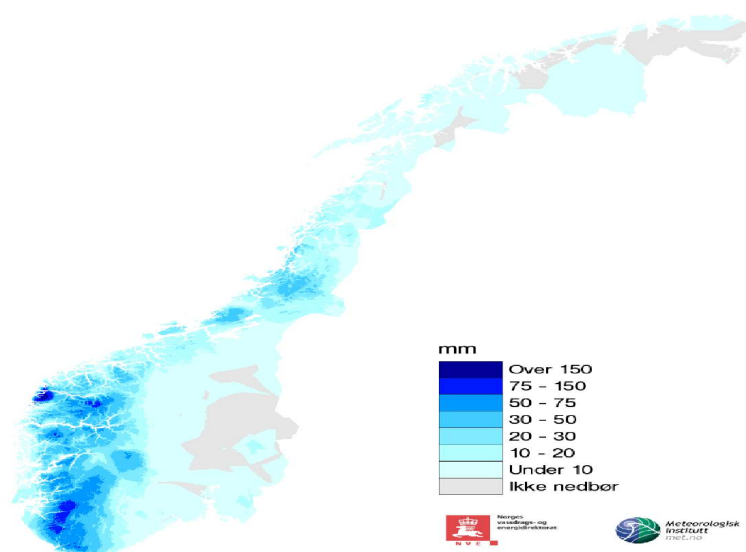 mm
Over 150
75 - 150
50 - 75
30 - 50
20 - 30
10 - 20
Under 10
Ikke nedbør
Norges
vassdrags- og
energidirektorat
NVE
Meteorologisk
institutt
met.no